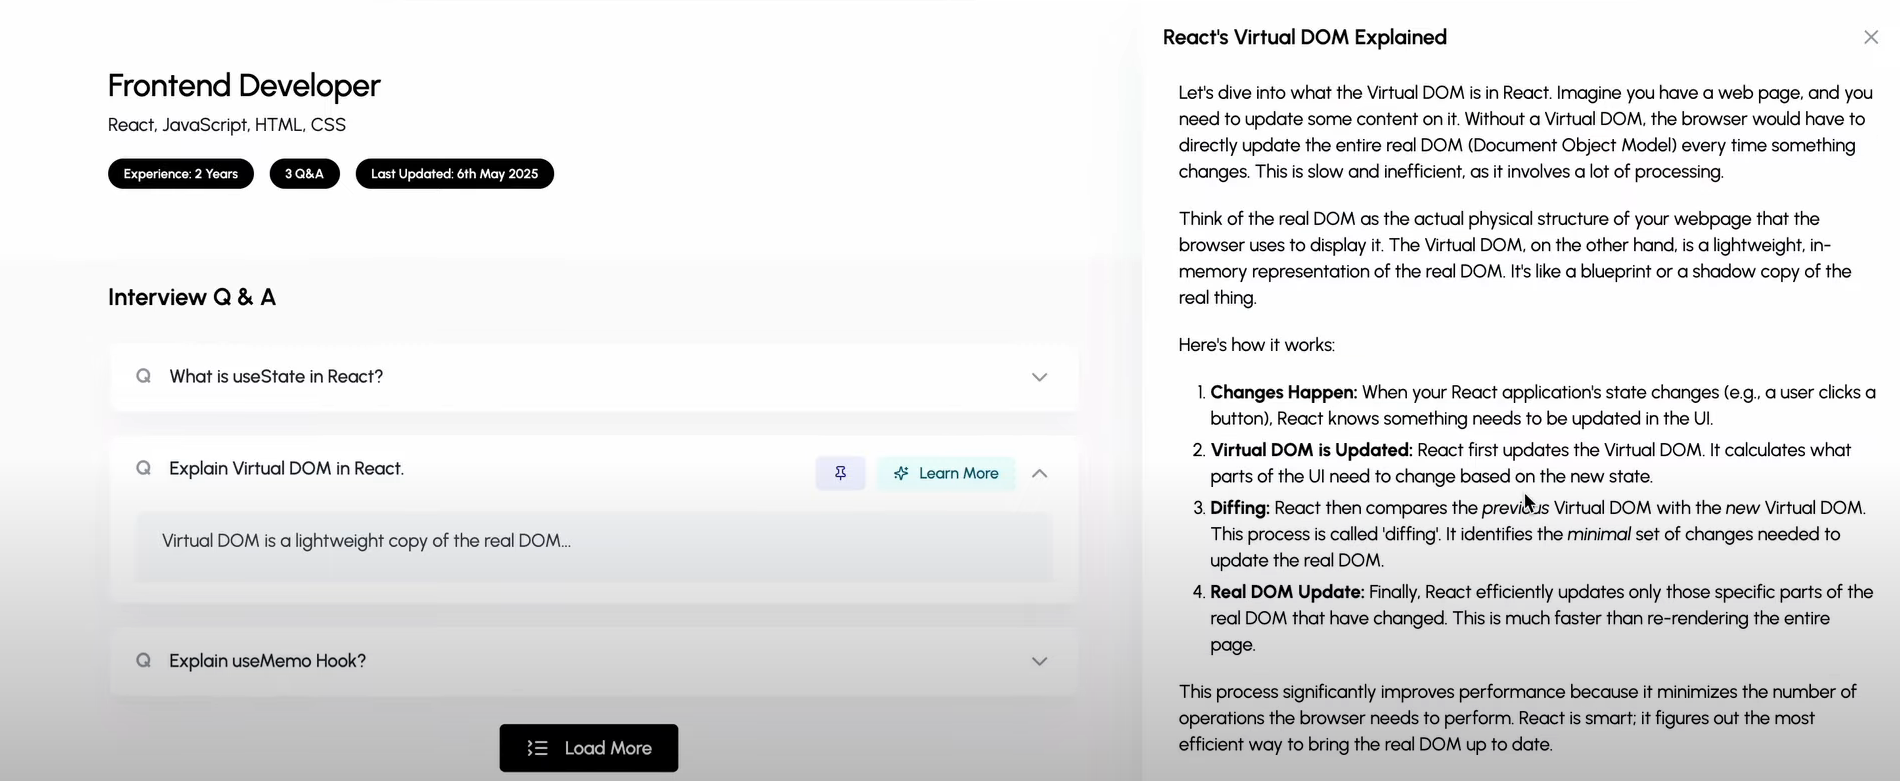 Frontend Developer
React, JavaScript, HTML, CSS
Experience: 2 Years
3 Q&A
Last Updated: 6th May 2025
Interview Q & A
Q What is useState in React?
Q Explain Virtual DOM in React.
Learn More
Virtual DOM is a lightweight copy of the real DOM...
Q Explain useMemo Hook?
Load More
React's Virtual DOM Explained
Let's dive into what the Virtual DOM is in React. Imagine you have a web page, and you
need to update some content on it. Without a Virtual DOM, the browser would have to
directly update the entire real DOM (Document Object Model) every time something
changes. This is slow and inefficient, as it involves a lot of processing.
Think of the real DOM as the actual physical structure of your webpage that the
browser uses to display it. The Virtual DOM, on the other hand, is a lightweight, in-
memory representation of the real DOM. It's like a blueprint or a shadow copy of the
real thing.
Here's how it works:
1. Changes Happen: When your React application's state changes (e.g., a user clicks a
button), React knows something needs to be updated in the UI.
2. Virtual DOM is Updated: React first updates the Virtual DOM. It calculates what
parts of the UI need to change based on the new state.
3. Diffing: React then compares the previous Virtual DOM with the new Virtual DOM.
This process is called 'diffing'. It identifies the minimal set of changes needed to
update the real DOM.
4. Real DOM Update: Finally, React efficiently updates only those specific parts of the
real DOM that have changed. This is much faster than re-rendering the entire
page.
This process significantly improves performance because it minimizes the number of
operations the browser needs to perform. React is smart; it figures out the most
efficient way to bring the real DOM up to date.